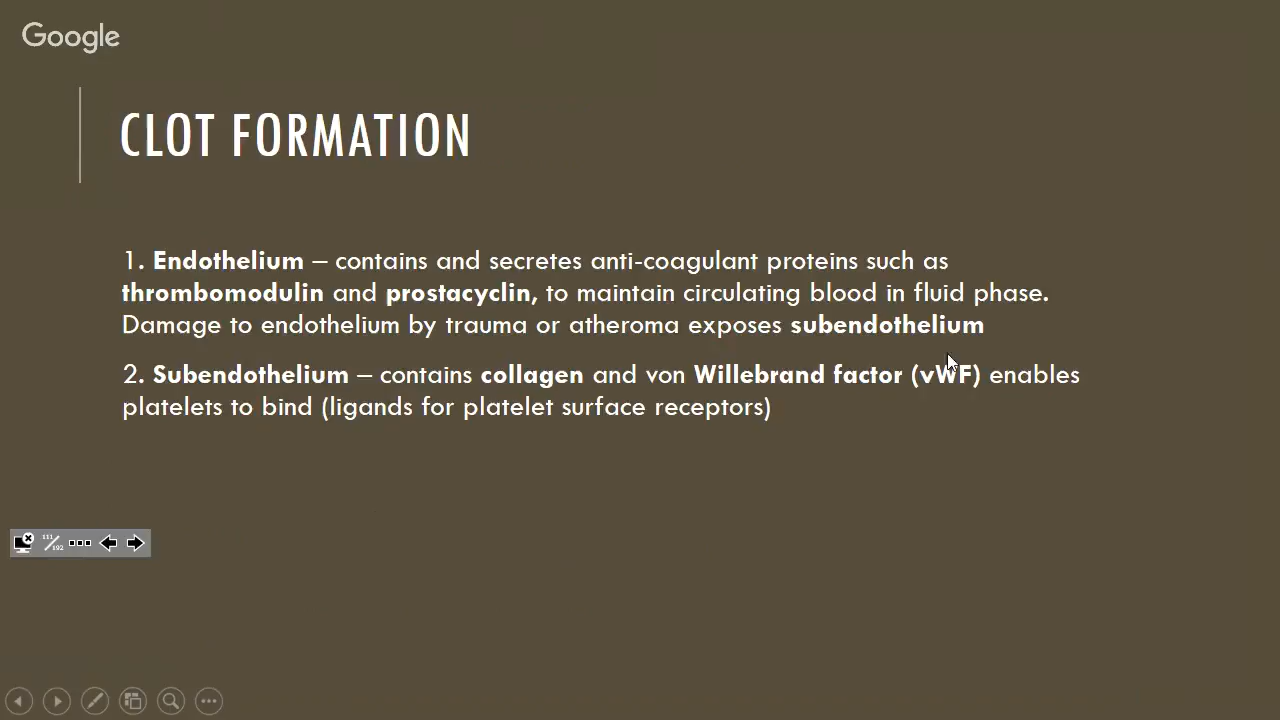 Google
CLOT FORMATION
1. Endothelium – contains and secretes anti-coagulant proteins such as
thrombomodulin and prostacyclin, to maintain circulating blood in fluid phase.
Damage to endothelium by trauma or atheroma exposes subendothelium
2. Subendothelium – contains collagen and von Willebrand factor (vWF) enables
platelets to bind (ligands for platelet surface receptors)
111/192